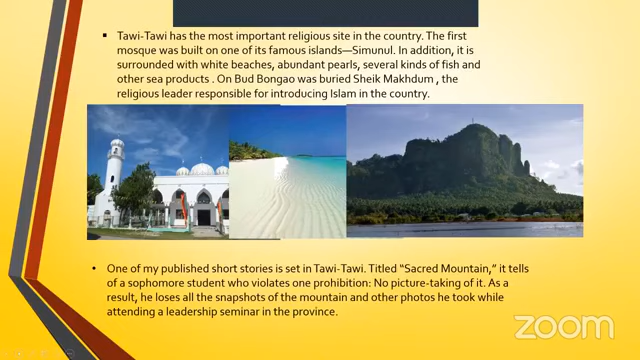 Tawi-Tawi has the most important religious site in the country. The first
mosque was built on one of its famous islands—Simunul. In addition, it is
surrounded with white beaches, abundant pearls, several kinds of fish and
other sea products . On Bud Bongao was buried Sheik Makhdum , the
religious leader responsible for introducing Islam in the country.
One of my published short stories is set in Tawi-Tawi. Titled “Sacred Mountain,” it tells
of a sophomore student who violates one prohibition: No picture-taking of it. As a
result, he loses all the snapshots of the mountain and other photos he took while
attending a leadership seminar in the province.
zoom